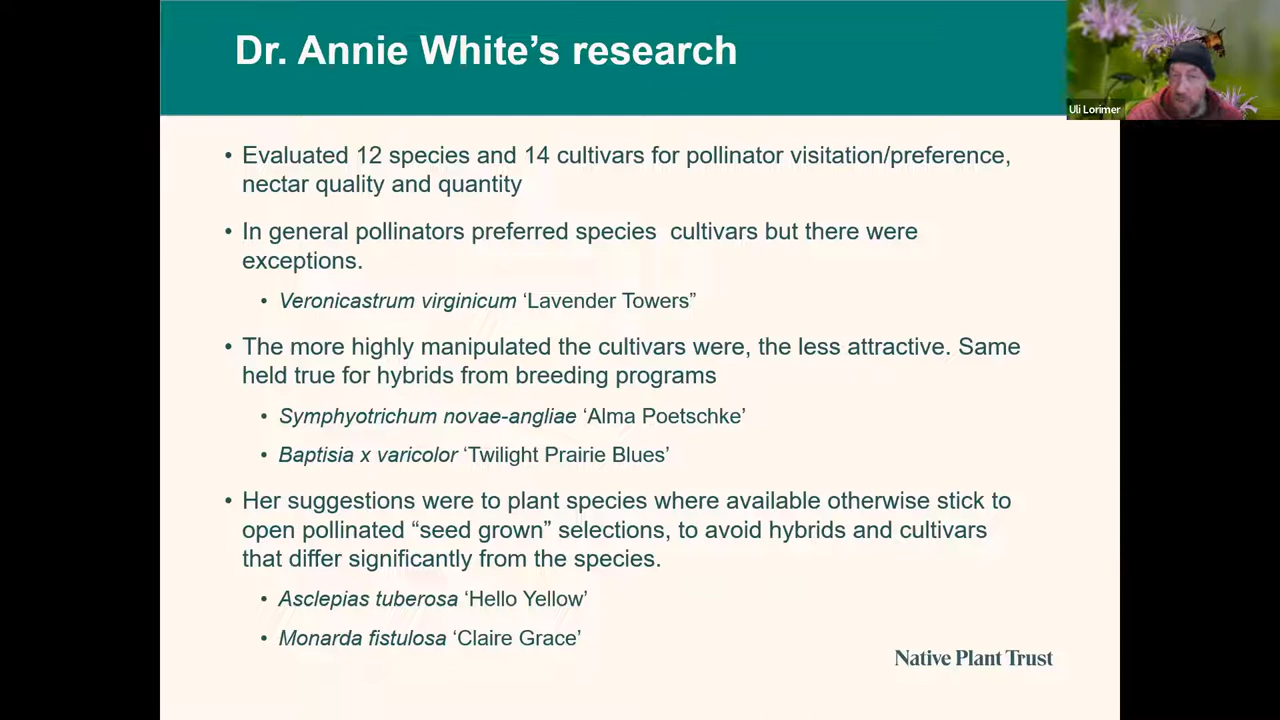 Dr. Annie White’s research
Uli Lorimer
• Evaluated 12 species and 14 cultivars for pollinator visitation/preference,
nectar quality and quantity
• In general pollinators preferred species  cultivars but there were
exceptions.
• Veronicastrum virginicum ‘Lavender Towers”
• The more highly manipulated the cultivars were, the less attractive. Same
held true for hybrids from breeding programs
• Symphyotrichum novae-angliae ‘Alma Poetschke’
• Baptisia x varicolor ‘Twilight Prairie Blues’
• Her suggestions were to plant species where available otherwise stick to
open pollinated “seed grown” selections, to avoid hybrids and cultivars
that differ significantly from the species.
• Asclepias tuberosa ‘Hello Yellow’
• Monarda fistulosa ‘Claire Grace’
Native Plant Trust